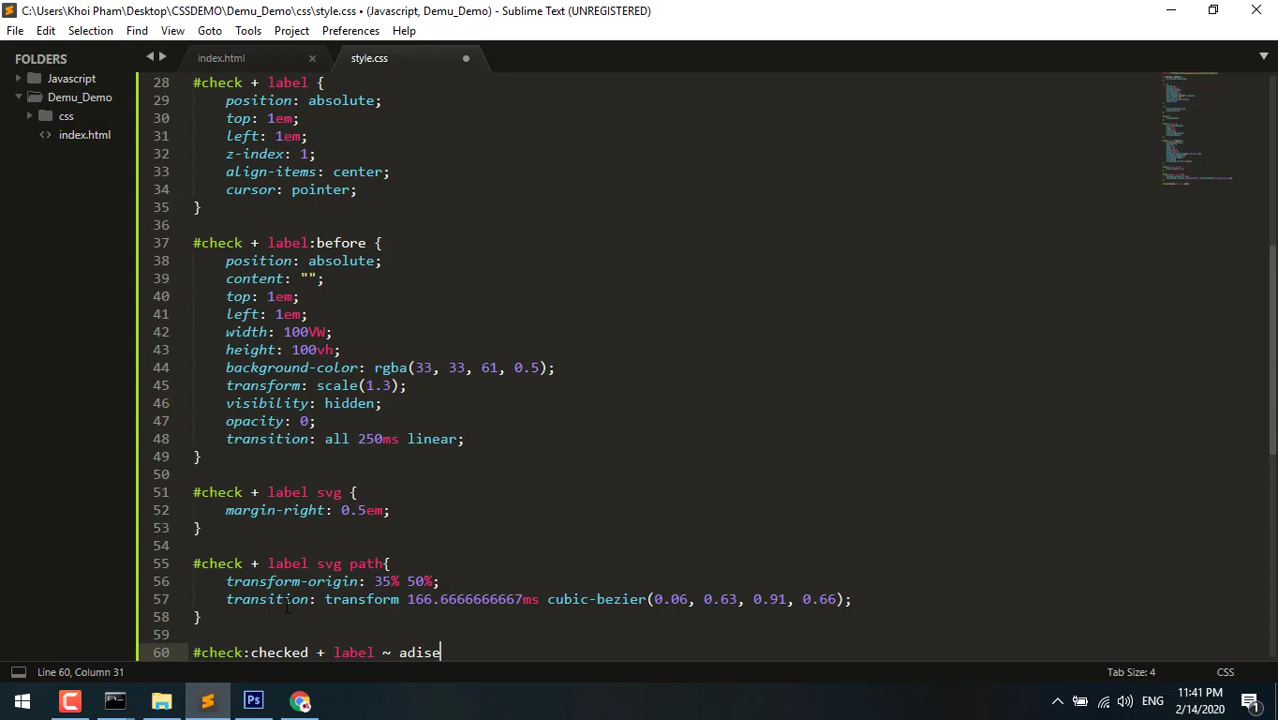 C:\Users\Khoi Pham\Desktop\CSSDEMO\Demu_Demo\css\style.css • (Javascript, Demu_Demo) - Sublime Text (UNREGISTERED)
File Edit Selection Find View Goto Tools Project Preferences Help
FOLDERS
Javascript
Demu_Demo
css
index.html
index.html
style.css
28 #check + label {
29 position: absolute;
30 top: 1em;
31 left: 1em;
32 z-index: 1;
33 align-items: center;
34 cursor: pointer;
35 }
36
37 #check + label:before {
38 position: absolute;
39 content: "";
40 top: 1em;
41 left: 1em;
42 width: 100VW;
43 height: 100vh;
44 background-color: rgba(33, 33, 61, 0.5);
45 transform: scale(1.3);
46 visibility: hidden;
47 opacity: 0;
48 transition: all 250ms linear;
49 }
50
51 #check + label svg {
52 margin-right: 0.5em;
53 }
54
55 #check + label svg path{
56 transform-origin: 35% 50%;
57 transition: transform 166.6666666667ms cubic-bezier(0.06, 0.63, 0.91, 0.66);
58 }
59
60 #check:checked + label ~ adise
Line 60, Column 31
Tab Size: 4
CSS
Ps
ENG
11:41 PM
2/14/2020
1